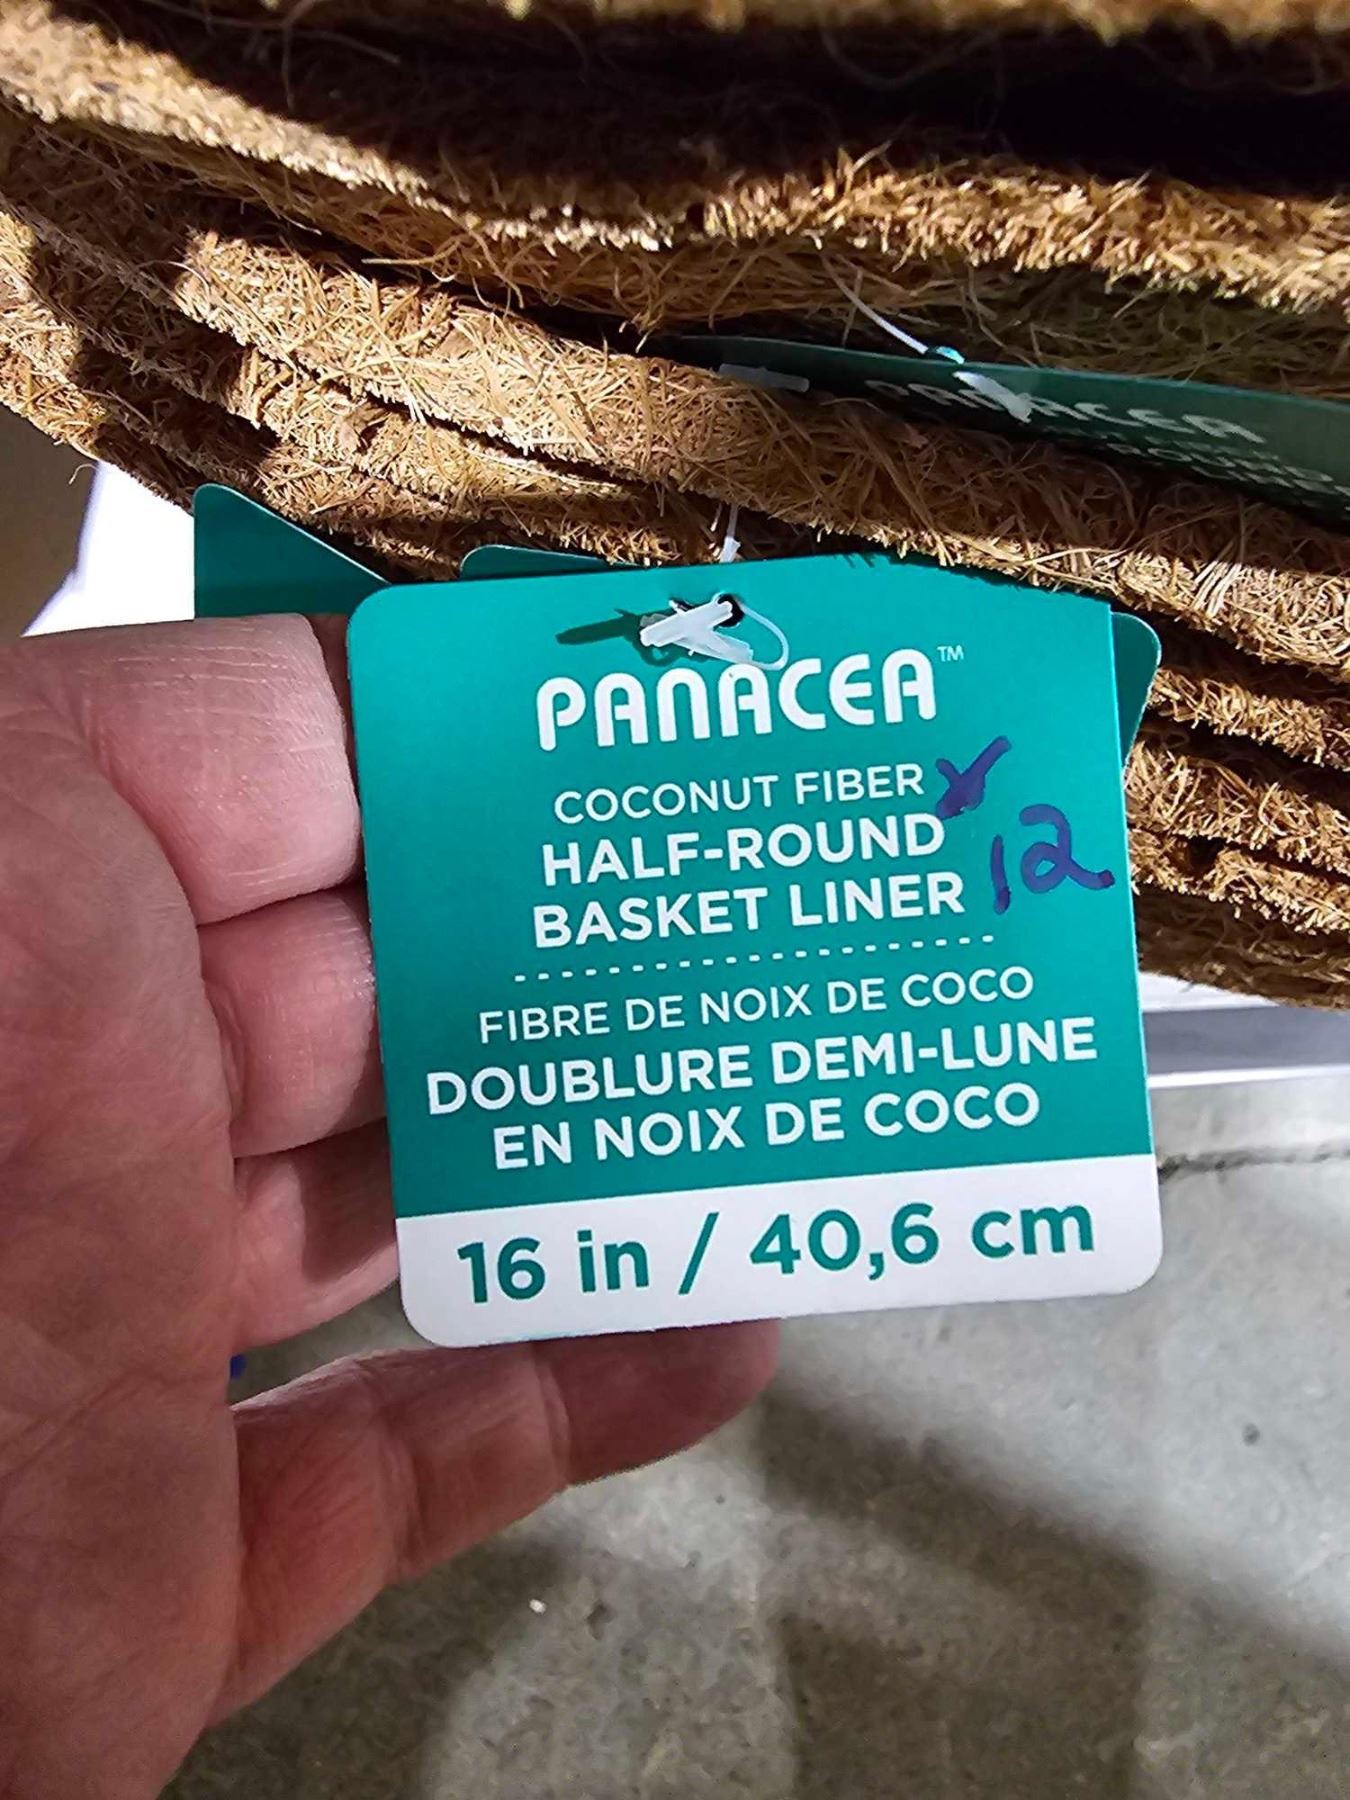 PANACEA
PANACEA™
COCONUT FIBER x
HALF-ROUND
BASKET LINER 12
FIBRE DE NOIX DE COCO
DOUBLURE DEMI-LUNE
EN NOIX DE COCO
16 in / 40,6 cm